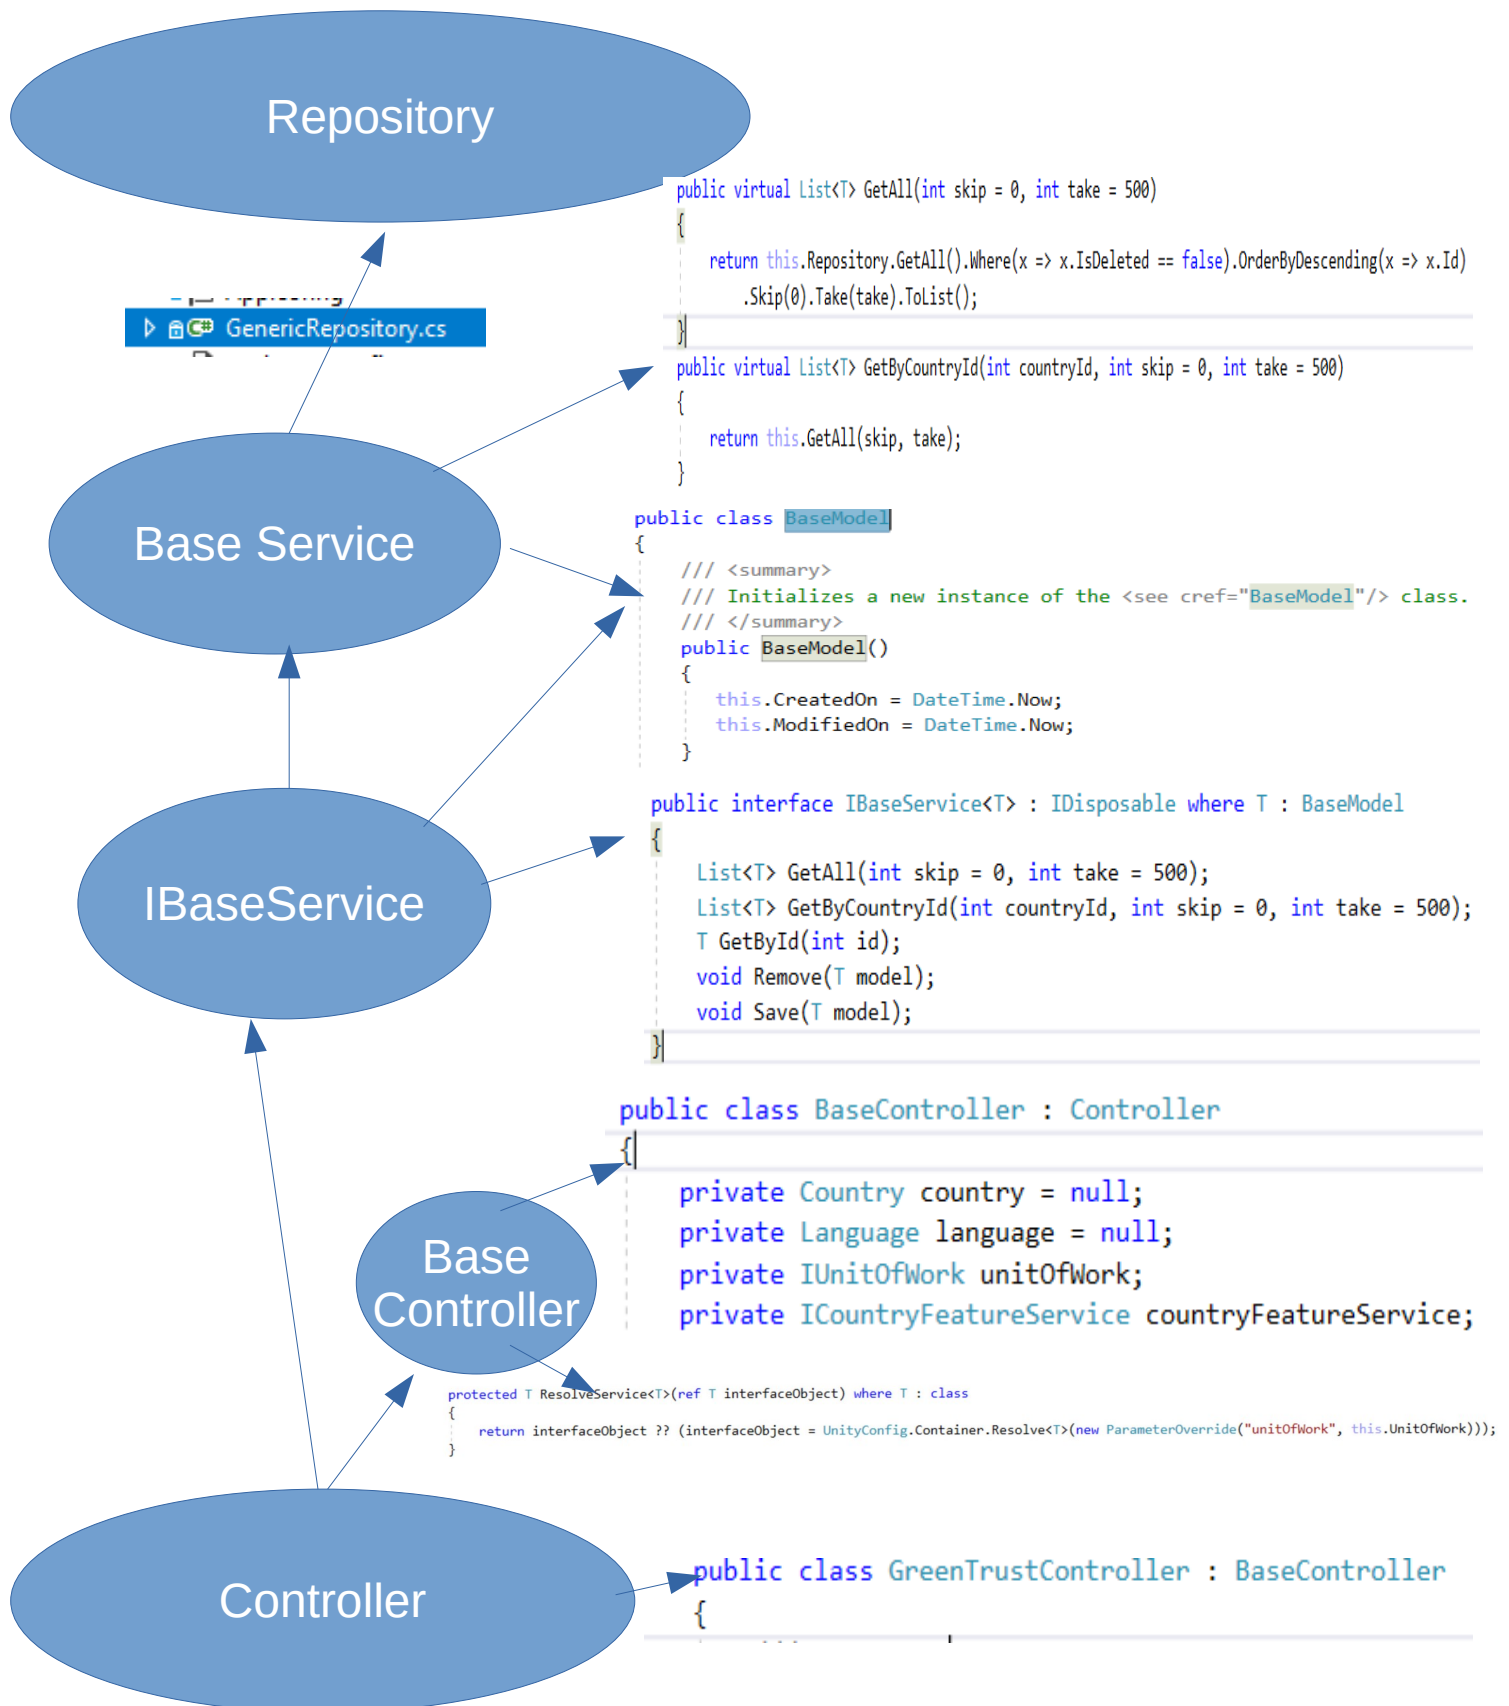 Repository
public virtual List<T> GetAll(int skip = 0, int take = 500)
{
return this.Repository.GetAll().Where(x => x.IsDeleted == false).OrderByDescending(x => x.Id)
.Skip(0).Take(take).ToList();
}
GenericRepository.cs
public virtual List<T> GetByCountryId(int countryId, int skip = 0, int take = 500)
{
return this.GetAll(skip, take);
}
Base Service
public class BaseModel
{
/// <summary>
/// Initializes a new instance of the <see cref="BaseModel"/> class.
/// </summary>
public BaseModel()
{
this.CreatedOn = DateTime.Now;
this.ModifiedOn = DateTime.Now;
}
IBaseService
public interface IBaseService<T> : IDisposable where T : BaseModel
{
List<T> GetAll(int skip = 0, int take = 500);
List<T> GetByCountryId(int countryId, int skip = 0, int take = 500);
T GetById(int id);
void Remove(T model);
void Save(T model);
}
public class BaseController : Controller
{
private Country country = null;
private Language language = null;
private IUnitOfWork unitOfWork;
private ICountryFeatureService countryFeatureService;
Base
Controller
protected T ResolveService<T>(ref T interfaceObject) where T : class
{
return interfaceObject ?? (interfaceObject = UnityConfig.Container.Resolve<T>(new ParameterOverride("unitOfWork", this.UnitOfWork)));
}
Controller
public class GreenTrustController : BaseController
{